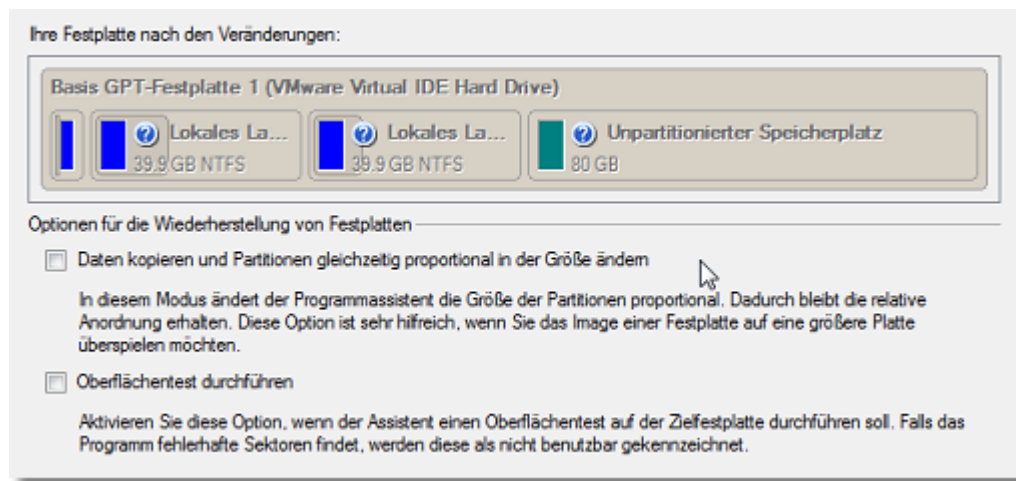 Ihre Festplatte nach den Veränderungen:
Basis GPT-Festplatte 1 (VMware Virtual IDE Hard Drive)
Lokales La...
39.9 GB NTFS
Lokales La...
39.9 GB NTFS
Unpartitionierter Speicherplatz
80 GB
Optionen für die Wiederherstellung von Festplatten
Daten kopieren und Partitionen gleichzeitig proportional in der Größe ändern
In diesem Modus ändert der Programmassistent die Größe der Partitionen proportional. Dadurch bleibt die relative
Anordnung erhalten. Diese Option ist sehr hilfreich, wenn Sie das Image einer Festplatte auf eine größere Platte
überspielen möchten.
Oberflächentest durchführen
Aktivieren Sie diese Option, wenn der Assistent einen Oberflächentest auf der Zielfestplatte durchführen soll. Falls das
Programm fehlerhafte Sektoren findet, werden diese als nicht benutzbar gekennzeichnet.